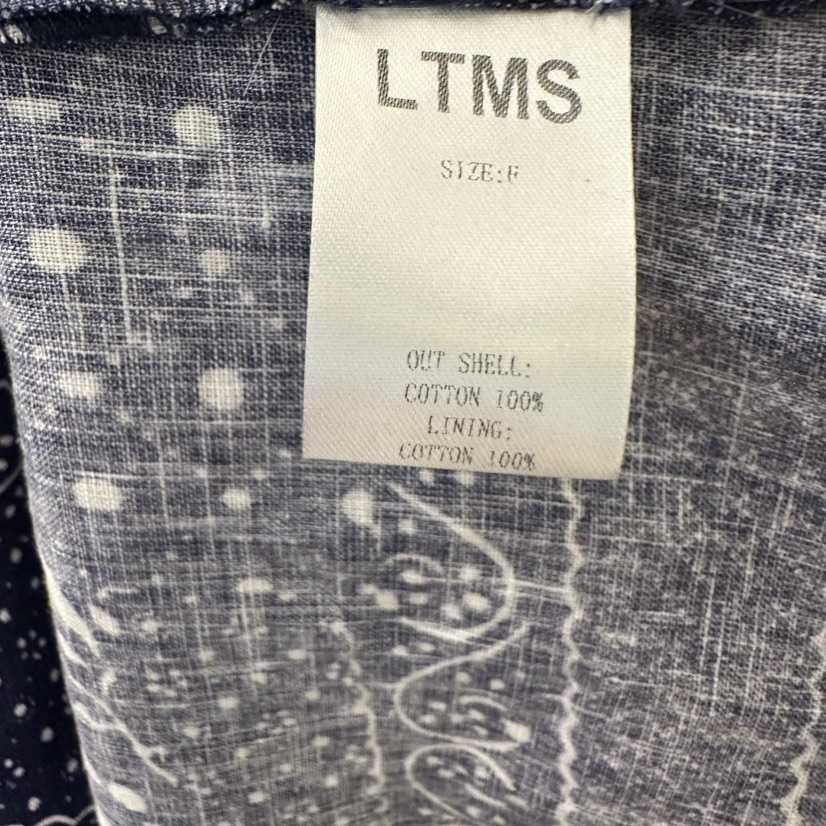 LTMS
SIZE:F
OUT SHELL:
COTTON 100%
LINING:
COTTON 100%